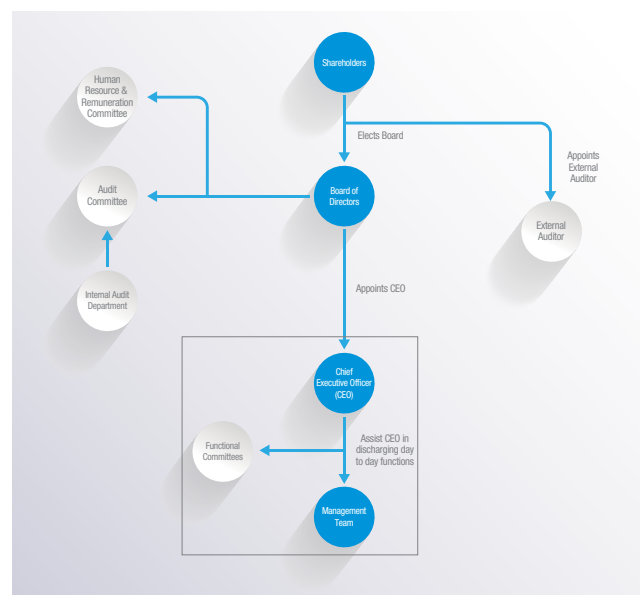 Shareholders
Human
Resource &
Remuneration
Committee
Elects Board
Appoints
External
Auditor
Audit
Committee
Board of
Directors
External
Auditor
Internal Audit
Department
Appoints CEO
Chief
Executive Officer
(CEO)
Functional
Committees
Assist CEO in
discharging day
to day functions
Management
Team